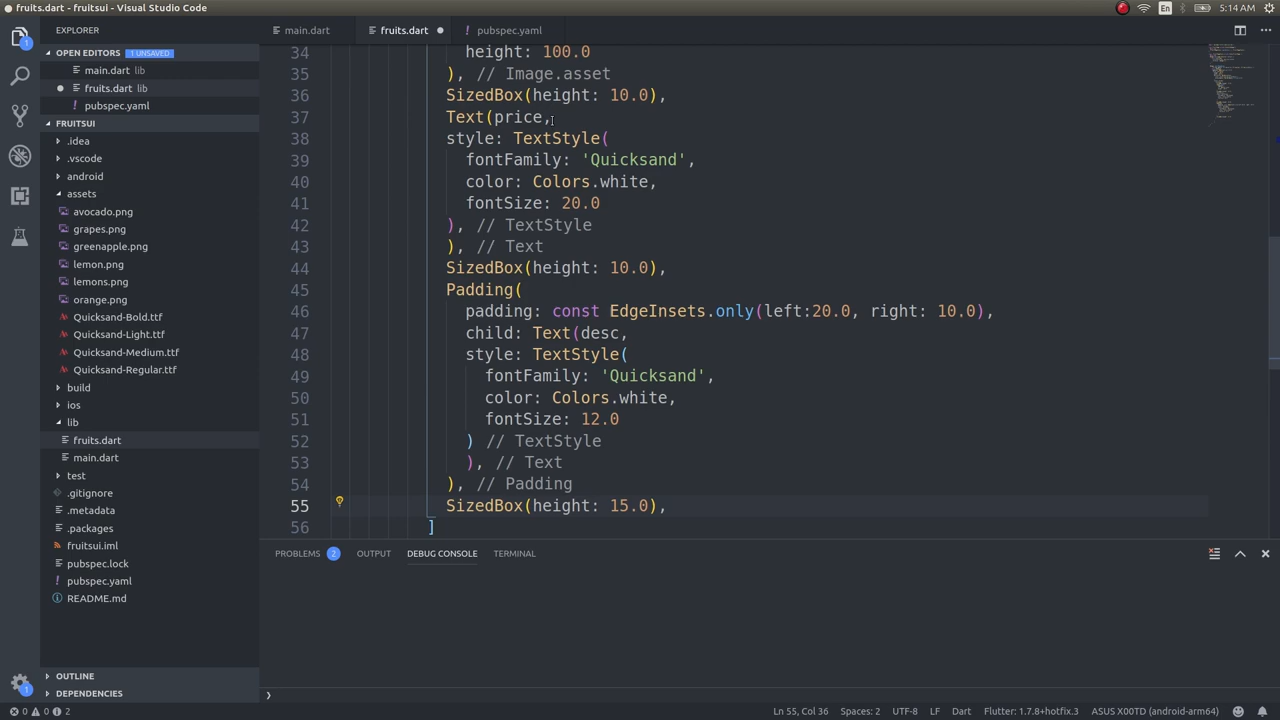 fruits.dart - fruitsui - Visual Studio Code
En
5:14 AM
EXPLORER
main.dart
fruits.dart
pubspec.yaml
OPEN EDITORS 1 UNSAVED
main.dart lib
fruits.dart lib
pubspec.yaml
FRUITSUI
.idea
.vscode
android
assets
avocado.png
grapes.png
greenapple.png
lemon.png
lemons.png
orange.png
Quicksand-Bold.ttf
Quicksand-Light.ttf
Quicksand-Medium.ttf
Quicksand-Regular.ttf
build
ios
lib
fruits.dart
main.dart
test
.gitignore
.metadata
.packages
fruitsui.iml
pubspec.lock
pubspec.yaml
README.md
OUTLINE
DEPENDENCIES
34 height: 100.0
35 ), // Image.asset
36 SizedBox(height: 10.0),
37 Text(price,
38 style: TextStyle(
39 fontFamily: 'Quicksand',
40 color: Colors.white,
41 fontSize: 20.0
42 ), // TextStyle
43 ), // Text
44 SizedBox(height: 10.0),
45 Padding(
46 padding: const EdgeInsets.only(left:20.0, right: 10.0),
47 child: Text(desc,
48 style: TextStyle(
49 fontFamily: 'Quicksand',
50 color: Colors.white,
51 fontSize: 12.0
52 ) // TextStyle
53 ), // Text
54 ), // Padding
55 SizedBox(height: 15.0),
56 ]
PROBLEMS 2 OUTPUT DEBUG CONSOLE TERMINAL
1
1
0 0 2
Ln 55, Col 36 Spaces: 2 UTF-8 LF Dart Flutter: 1.7.8+hotfix.3 ASUS X00TD (android-arm64)